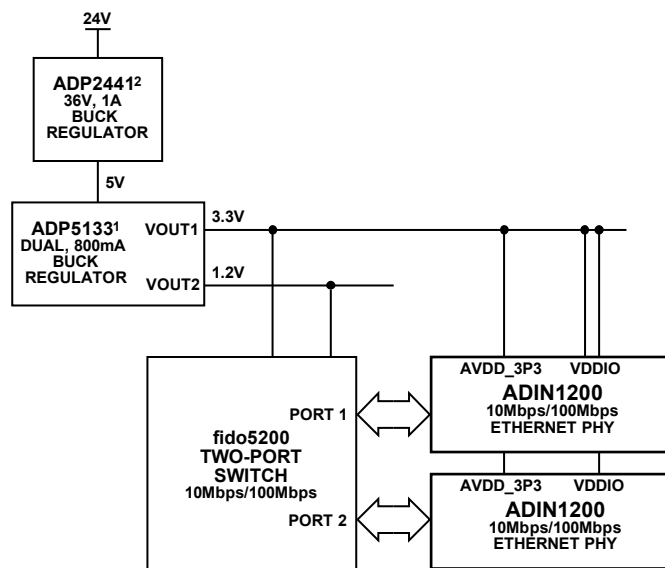 24V
ADP2441²
36V, 1A
BUCK
REGULATOR
5V
ADP5133¹
DUAL, 800mA
BUCK
REGULATOR
VOUT1
3.3V
VOUT2
1.2V
fido5200
TWO-PORT
SWITCH
10Mbps/100Mbps
PORT 1
PORT 2
AVDD_3P3 VDDIO
ADIN1200
10Mbps/100Mbps
ETHERNET PHY
AVDD_3P3 VDDIO
ADIN1200
10Mbps/100Mbps
ETHERNET PHY